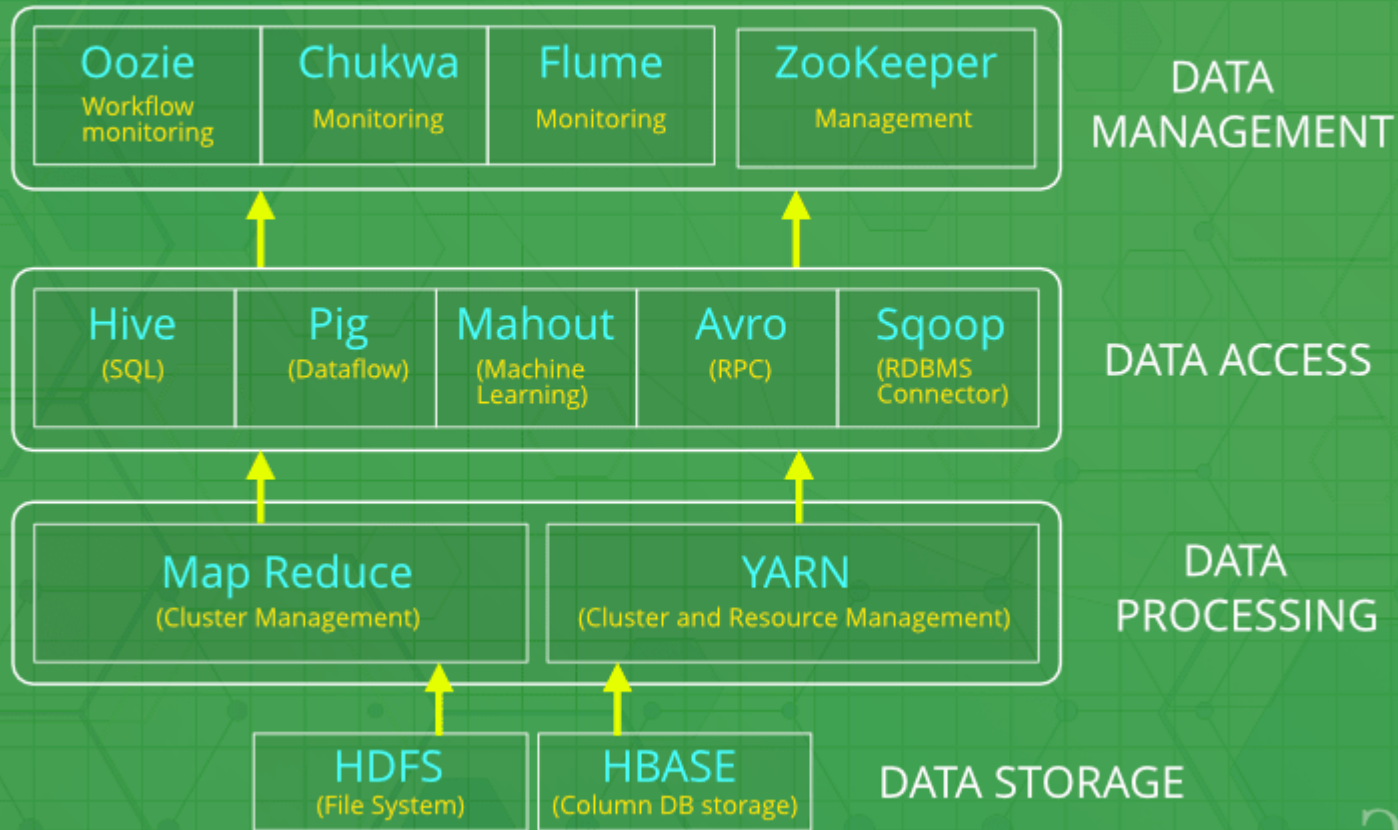 Oozie
Workflow
monitoring
Chukwa
Monitoring
Flume
Monitoring
ZooKeeper
Management
DATA
MANAGEMENT
Hive
(SQL)
Pig
(Dataflow)
Mahout
(Machine
Learning)
Avro
(RPC)
Sqoop
(RDBMS
Connector)
DATA ACCESS
Map Reduce
(Cluster Management)
YARN
(Cluster and Resource Management)
DATA
PROCESSING
HDFS
(File System)
HBASE
(Column DB storage)
DATA STORAGE